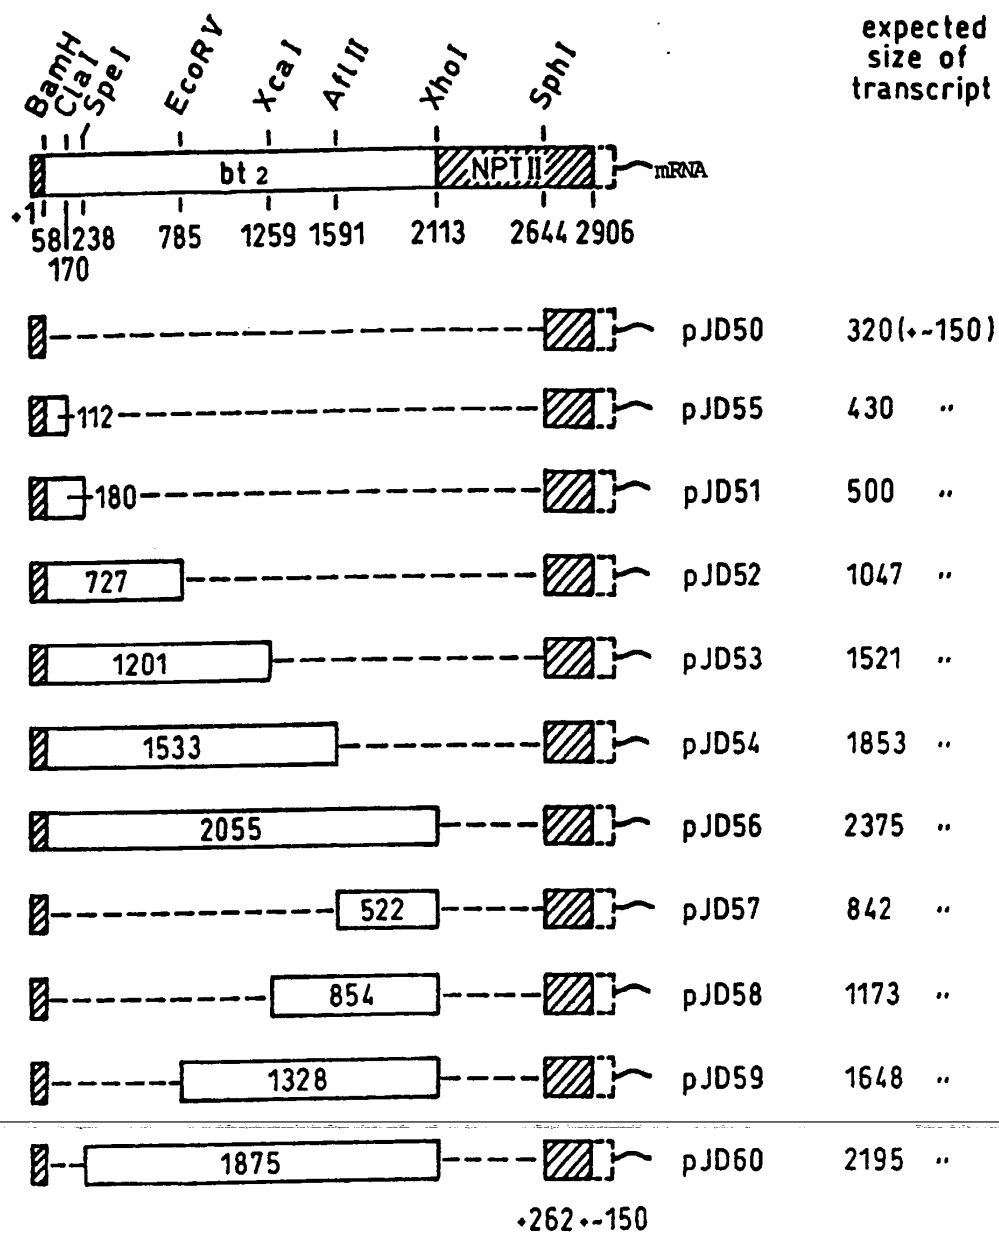 expected
size of
transcript
BamH ClaI SpeI EcoRV XcaI AflII XhoI SphI
bt2 NPTII mRNA
+1
58 238 785 1259 1591 2113 2644 2906
170
pJD50 320(+~150)
112 pJD55 430 "
180 pJD51 500 "
727 pJD52 1047 "
1201 pJD53 1521 "
1533 pJD54 1853 "
2055 pJD56 2375 "
522 pJD57 842 "
854 pJD58 1173 "
1328 pJD59 1648 "
1875 pJD60 2195 "
+262+~150